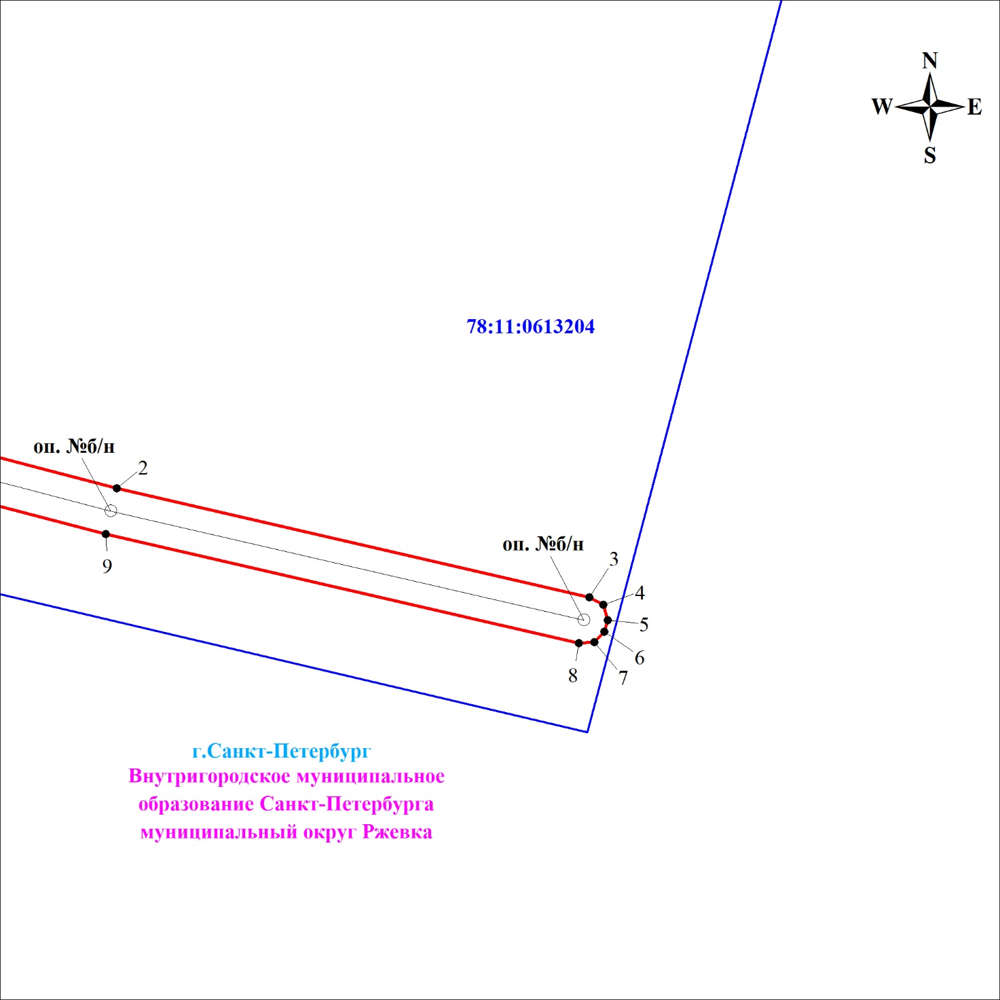 N
W E
S
78:11:0613204
оп. №б/н
2
оп. №б/н
3
9
4
5
6
8
7
г.Санкт-Петербург
Внутригородское муниципальное
образование Санкт-Петербурга
муниципальный округ Ржевка